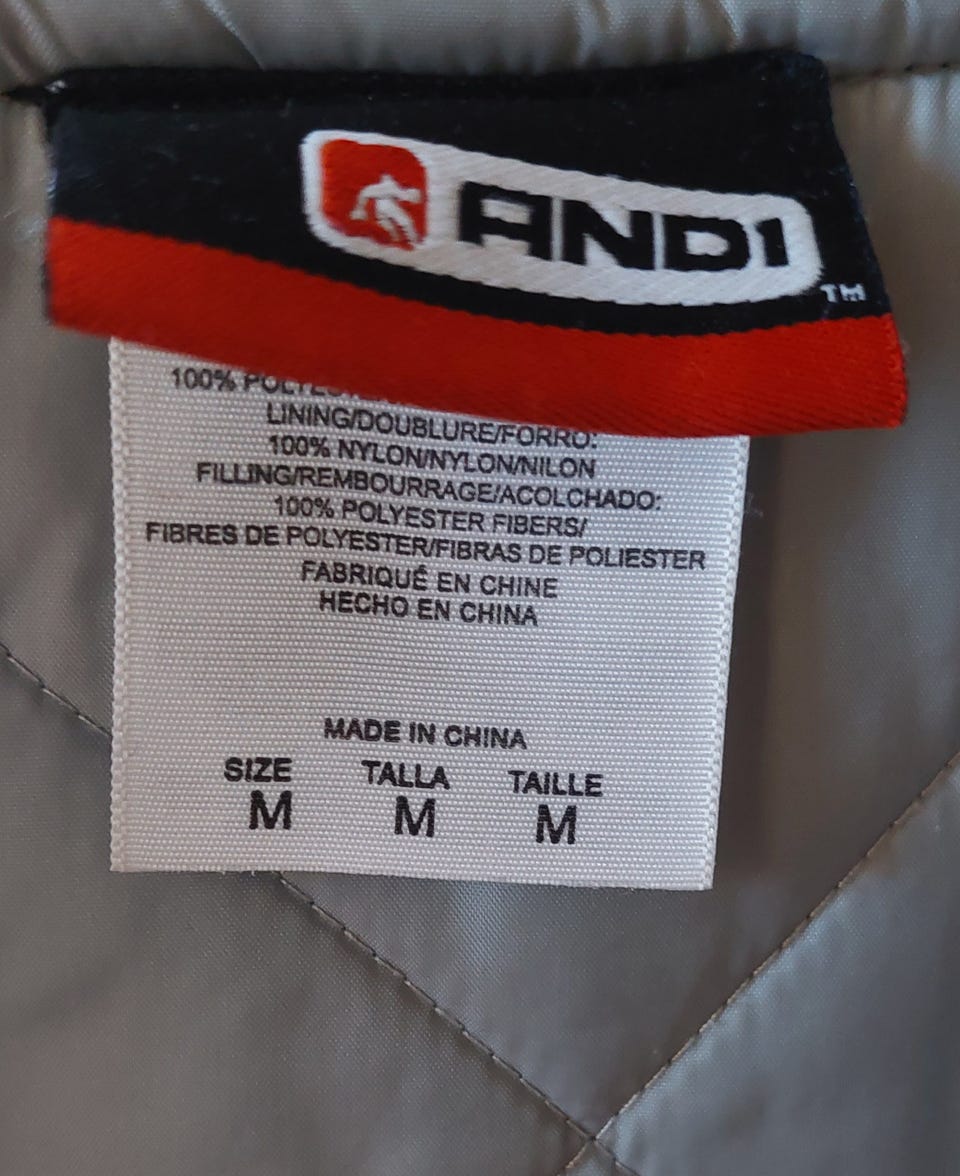 AND1
TM
100%
LINING/DOUBLURE/FORRO:
100% NYLON/NYLON/NILON
FILLING/REMBOURRAGE/ACOLCHADO:
100% POLYESTER FIBERS/
FIBRES DE POLYESTER/FIBRAS DE POLIESTER
FABRIQUÉ EN CHINE
HECHO EN CHINA
MADE IN CHINA
SIZE TALLA TAILLE
M M M